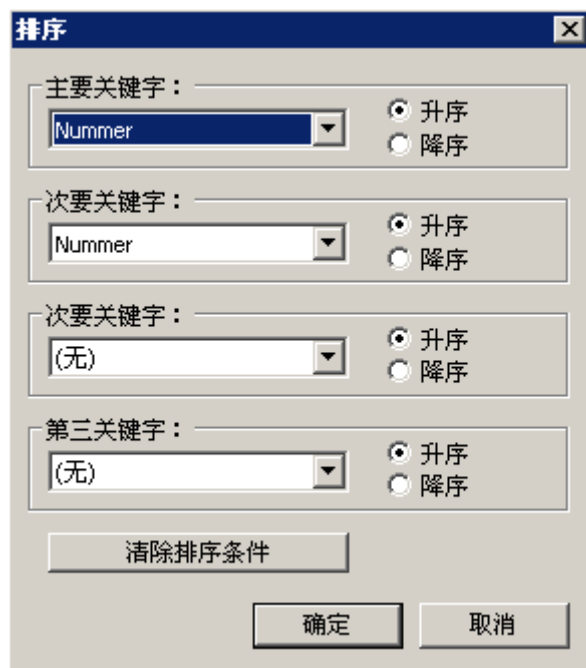 排序
主要关键字：
Nummer
升序
降序
次要关键字：
Nummer
升序
降序
次要关键字：
(无)
升序
降序
第三关键字：
(无)
升序
降序
清除排序条件
确定
取消